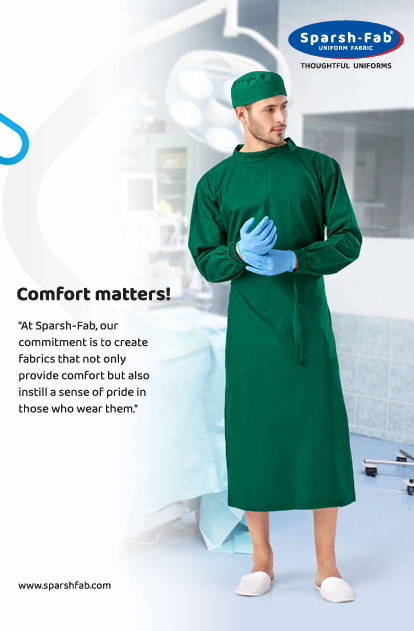 Sparsh-Fab®
UNIFORM FABRIC
THOUGHTFUL UNIFORMS
Comfort matters!
"At Sparsh-Fab, our
commitment is to create
fabrics that not only
provide comfort but also
instill a sense of pride in
those who wear them."
www.sparshfab.com